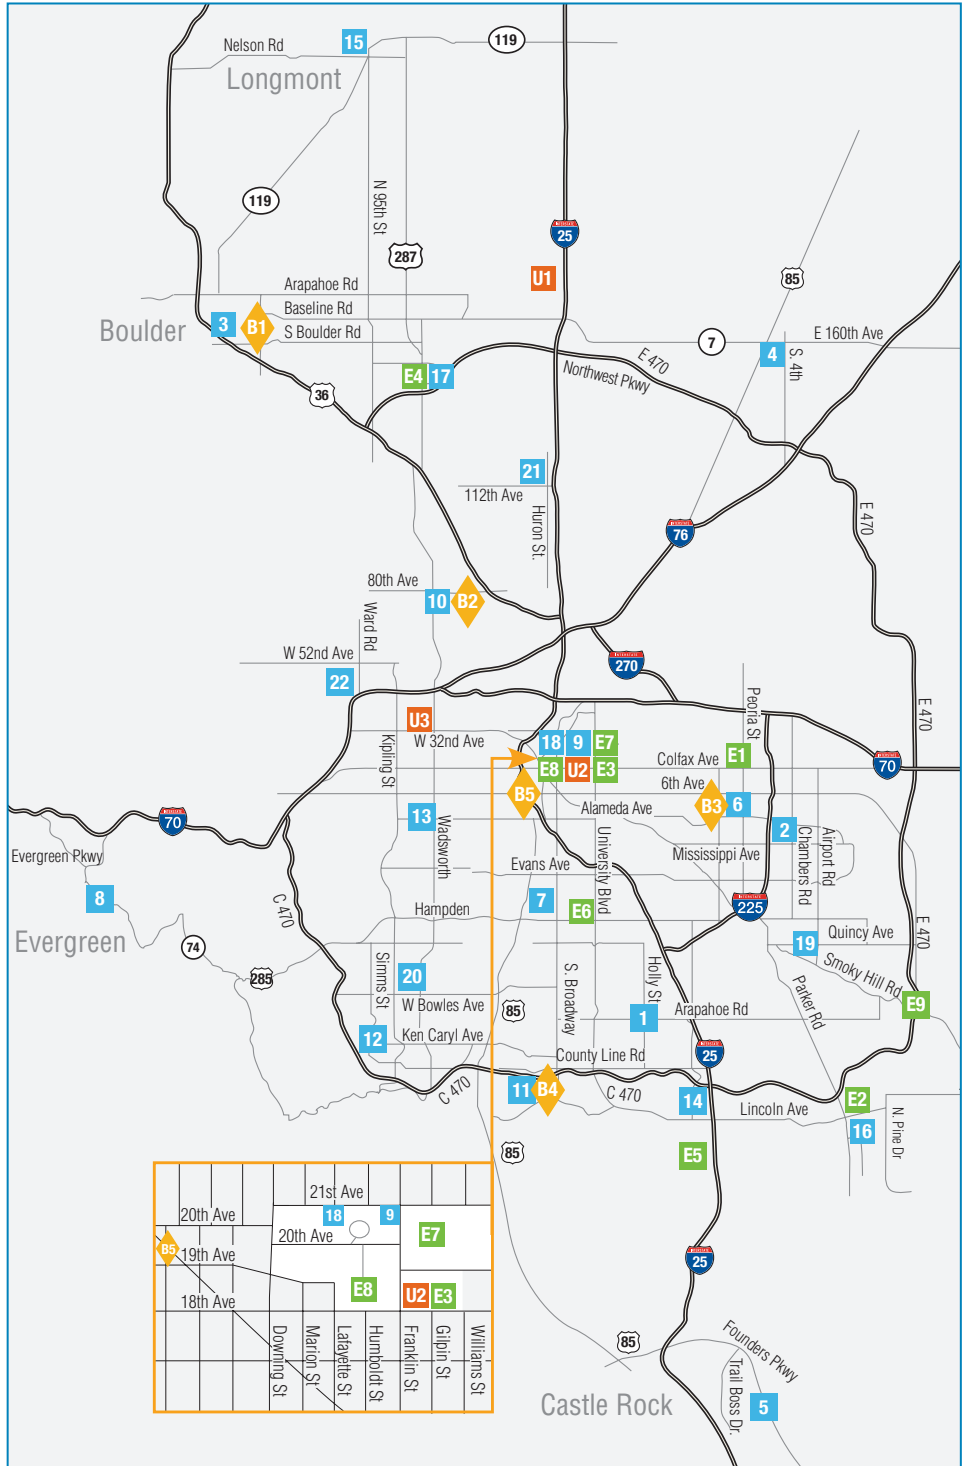 15
119
Nelson Rd
Longmont
119
N 95th St
287
INTERSTATE
25
U1
85
Arapahoe Rd
Baseline Rd
S Boulder Rd
Boulder
3
B1
7
E 160th Ave
4
S. 4th
E 470
Northwest Pkwy
E4
17
36
21
112th Ave
Huron St.
INTERSTATE
76
E 470
80th Ave
10
B2
Ward Rd
W 52nd Ave
22
INTERSTATE
270
Peoria St
E 470
U3
W 32nd Ave
Kipling St
18
9
E7
E8
U2
E3
Colfax Ave
E1
INTERSTATE
70
6th Ave
B5
B3
6
Alameda Ave
INTERSTATE
70
13
Wadsworth
University Blvd
2
Chambers Rd
Airport Rd
Evergreen Pkwy
Mississippi Ave
Evans Ave
8
C 470
7
E6
Hampden
INTERSTATE
225
Evergreen
74
285
Quincy Ave
19
E 470
Simms St
20
S. Broadway
Holly St
Smoky Hill Rd
Parker Rd
W Bowles Ave
85
1
Arapahoe Rd
E9
12
Ken Caryl Ave
County Line Rd
INTERSTATE
25
C 470
11
B4
C 470
14
E2
Lincoln Ave
16
N. Pine Dr
85
E5
21st Ave
20th Ave
18
9
20th Ave
E7
B5
19th Ave
E8
U2
E3
18th Ave
Downing St
Marion St
Lafayette St
Humboldt St
Franklin St
Gilpin St
Williams St
INTERSTATE
25
85
Founders Pkwy
Trail Boss Dr.
5
Castle Rock